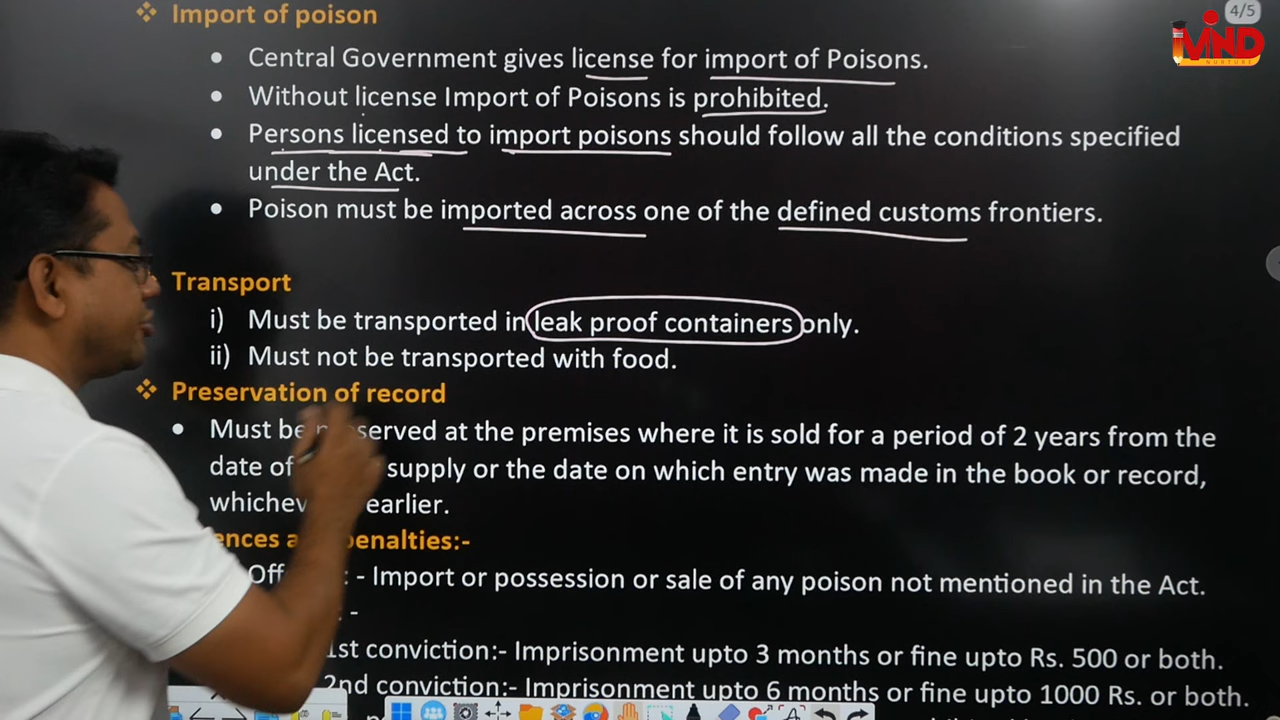 4/5
MIND
NURTURE
❖ Import of poison
• Central Government gives license for import of Poisons.
• Without license Import of Poisons is prohibited.
• Persons licensed to import poisons should follow all the conditions specified
under the Act.
• Poison must be imported across one of the defined customs frontiers.
Transport
i) Must be transported in leak proof containers only.
ii) Must not be transported with food.
❖ Preservation of record
• Must be preserved at the premises where it is sold for a period of 2 years from the
date of supply or the date on which entry was made in the book or record,
earlier.
penalties:-
: - Import or possession or sale of any poison not mentioned in the Act.
: -
1st conviction:- Imprisonment upto 3 months or fine upto Rs. 500 or both.
2nd conviction:- Imprisonment upto 6 months or fine upto 1000 Rs. or both.